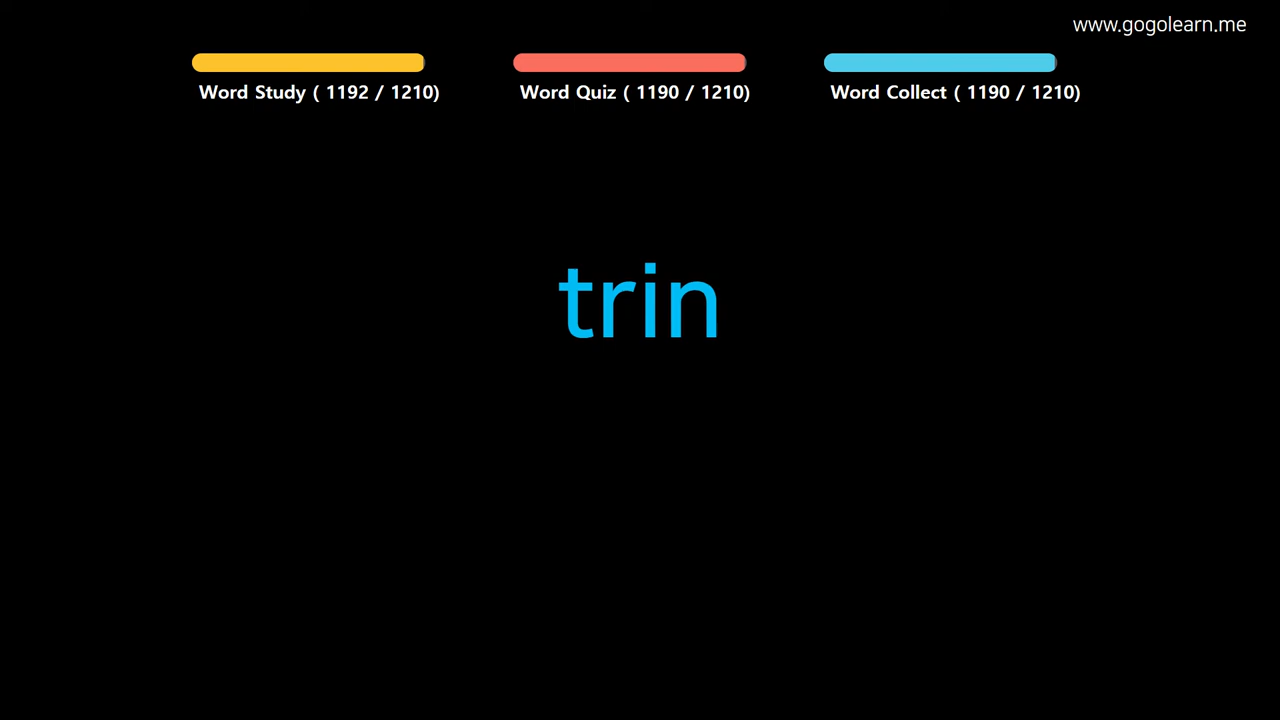 www.gogolearn.me
Word Study ( 1192 / 1210)
Word Quiz ( 1190 / 1210)
Word Collect ( 1190 / 1210)
trin